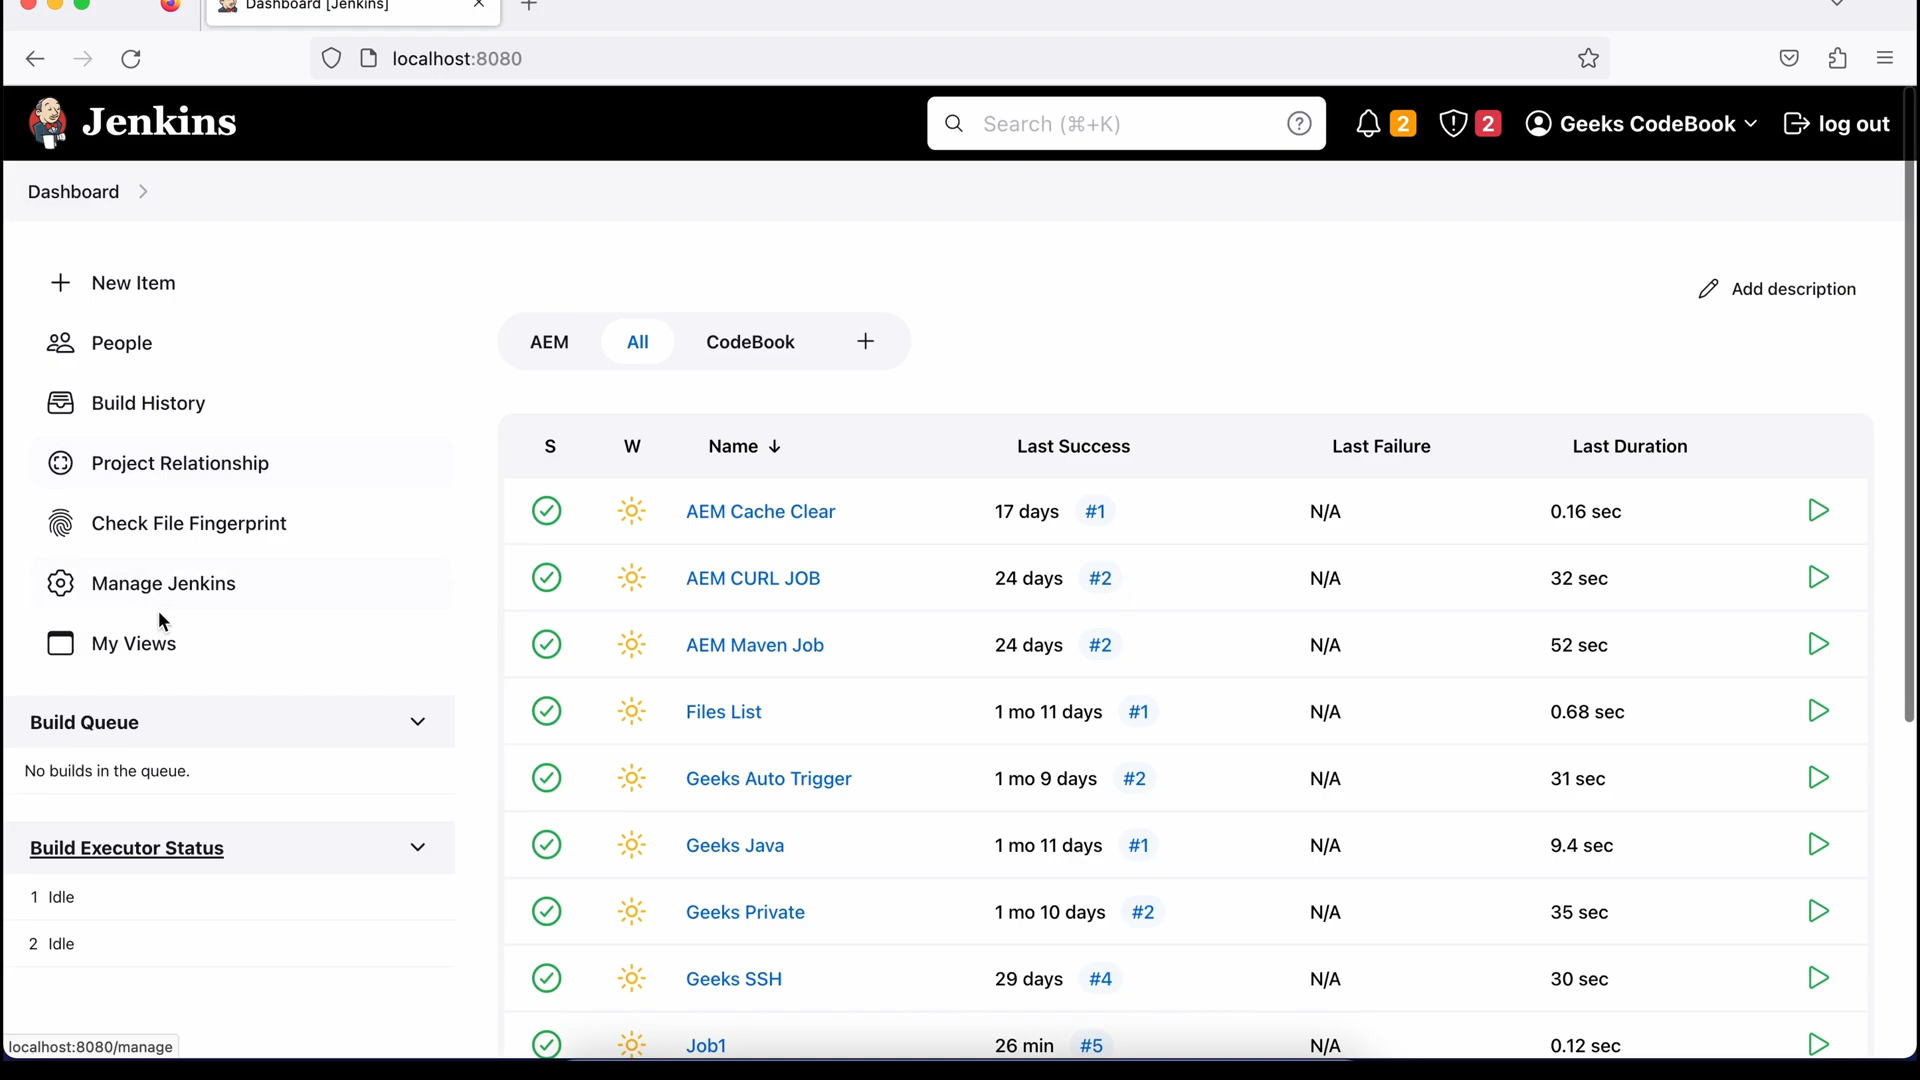 Dashboard [Jenkins]
localhost:8080
Jenkins
Search (⌘+K)
2
2
Geeks CodeBook
log out
Dashboard
New Item
Add description
People
AEM
All
CodeBook
Build History
Project Relationship
S W Name ↓ Last Success Last Failure Last Duration
AEM Cache Clear 17 days #1 N/A 0.16 sec
Check File Fingerprint
AEM CURL JOB 24 days #2 N/A 32 sec
Manage Jenkins
AEM Maven Job 24 days #2 N/A 52 sec
My Views
Files List 1 mo 11 days #1 N/A 0.68 sec
Build Queue
No builds in the queue.
Geeks Auto Trigger 1 mo 9 days #2 N/A 31 sec
Build Executor Status
Geeks Java 1 mo 11 days #1 N/A 9.4 sec
1 Idle
Geeks Private 1 mo 10 days #2 N/A 35 sec
2 Idle
Geeks SSH 29 days #4 N/A 30 sec
Job1 26 min #5 N/A 0.12 sec
localhost:8080/manage